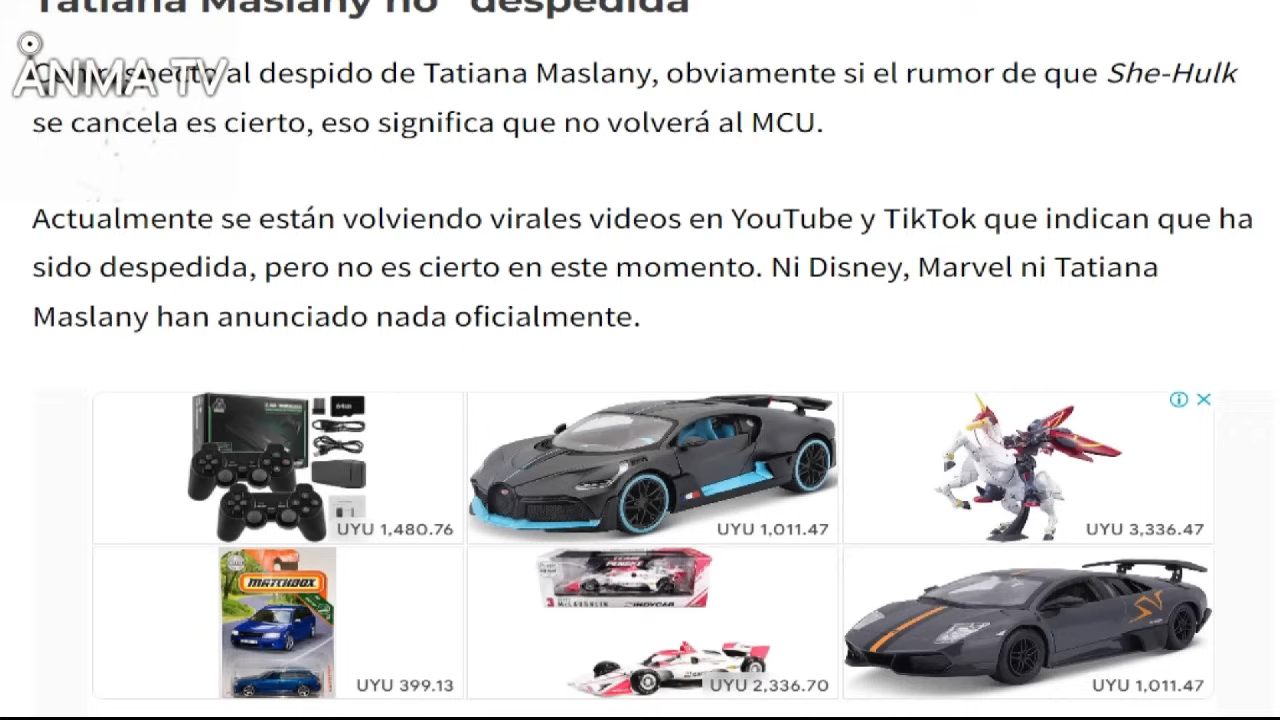 Tatiana Maslany no "despedida"
ANMA TV
al despido de Tatiana Maslany, obviamente si el rumor de que She-Hulk
se cancela es cierto, eso significa que no volverá al MCU.
Actualmente se están volviendo virales videos en YouTube y TikTok que indican que ha
sido despedida, pero no es cierto en este momento. Ni Disney, Marvel ni Tatiana
Maslany han anunciado nada oficialmente.
UYU 1,480.76
UYU 1,011.47
UYU 3,336.47
MATCHBOX
UYU 399.13
McLAUGHLIN
INDYCAR
UYU 2,336.70
UYU 1,011.47